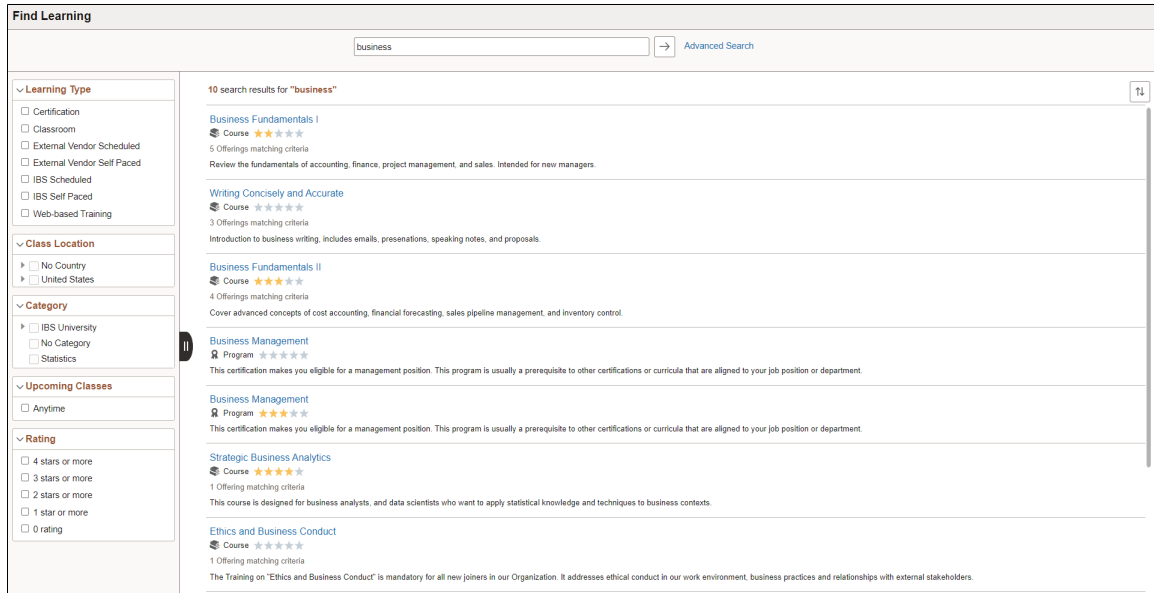 Find Learning
business
Advanced Search
Learning Type
Certification
Classroom
External Vendor Scheduled
External Vendor Self Paced
IBS Scheduled
IBS Self Paced
Web-based Training
Class Location
No Country
United States
Category
IBS University
No Category
Statistics
Upcoming Classes
Anytime
Rating
4 stars or more
3 stars or more
2 stars or more
1 star or more
0 rating
10 search results for "business"
Business Fundamentals I
Course
5 Offerings matching criteria
Review the fundamentals of accounting, finance, project management, and sales. Intended for new managers.
Writing Concisely and Accurate
Course
3 Offerings matching criteria
Introduction to business writing, includes emails, presenations, speaking notes, and proposals.
Business Fundamentals II
Course
4 Offerings matching criteria
Cover advanced concepts of cost accounting, financial forecasting, sales pipeline management, and inventory control.
Business Management
Program
This certification makes you eligible for a management position. This program is usually a prerequisite to other certifications or curricula that are aligned to your job position or department.
Business Management
Program
This certification makes you eligible for a management position. This program is usually a prerequisite to other certifications or curricula that are aligned to your job position or department.
Strategic Business Analytics
Course
1 Offering matching criteria
This course is designed for business analysts, and data scientists who want to apply statistical knowledge and techniques to business contexts.
Ethics and Business Conduct
Course
1 Offering matching criteria
The Training on "Ethics and Business Conduct" is mandatory for all new joiners in our Organization. It addresses ethical conduct in our work environment, business practices and relationships with external stakeholders.